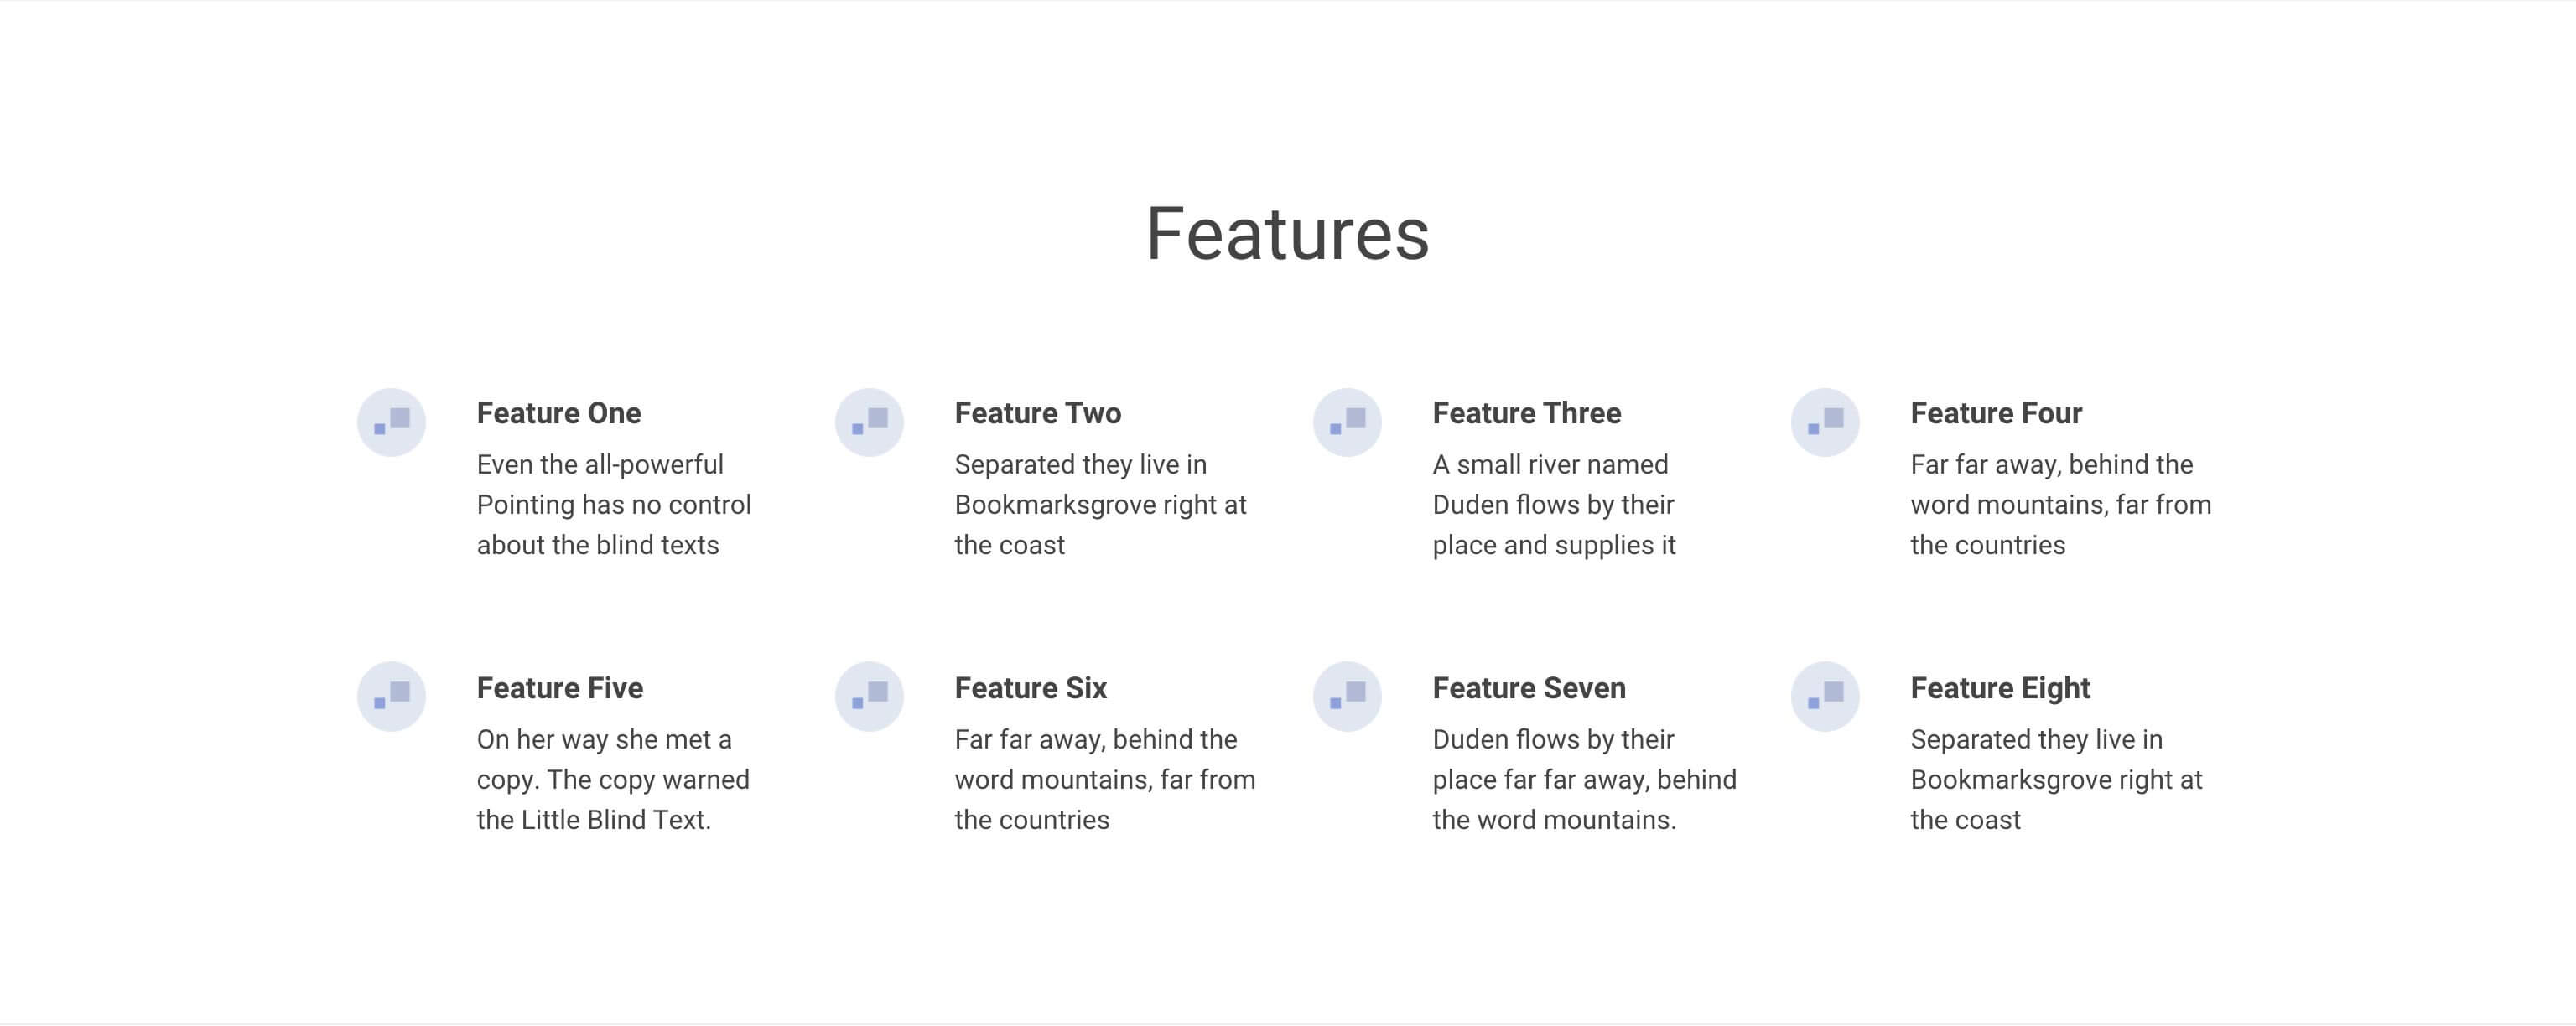 Features
Feature One
Even the all-powerful
Pointing has no control
about the blind texts
Feature Two
Separated they live in
Bookmarksgrove right at
the coast
Feature Three
A small river named
Duden flows by their
place and supplies it
Feature Four
Far far away, behind the
word mountains, far from
the countries
Feature Five
On her way she met a
copy. The copy warned
the Little Blind Text.
Feature Six
Far far away, behind the
word mountains, far from
the countries
Feature Seven
Duden flows by their
place far far away, behind
the word mountains.
Feature Eight
Separated they live in
Bookmarksgrove right at
the coast